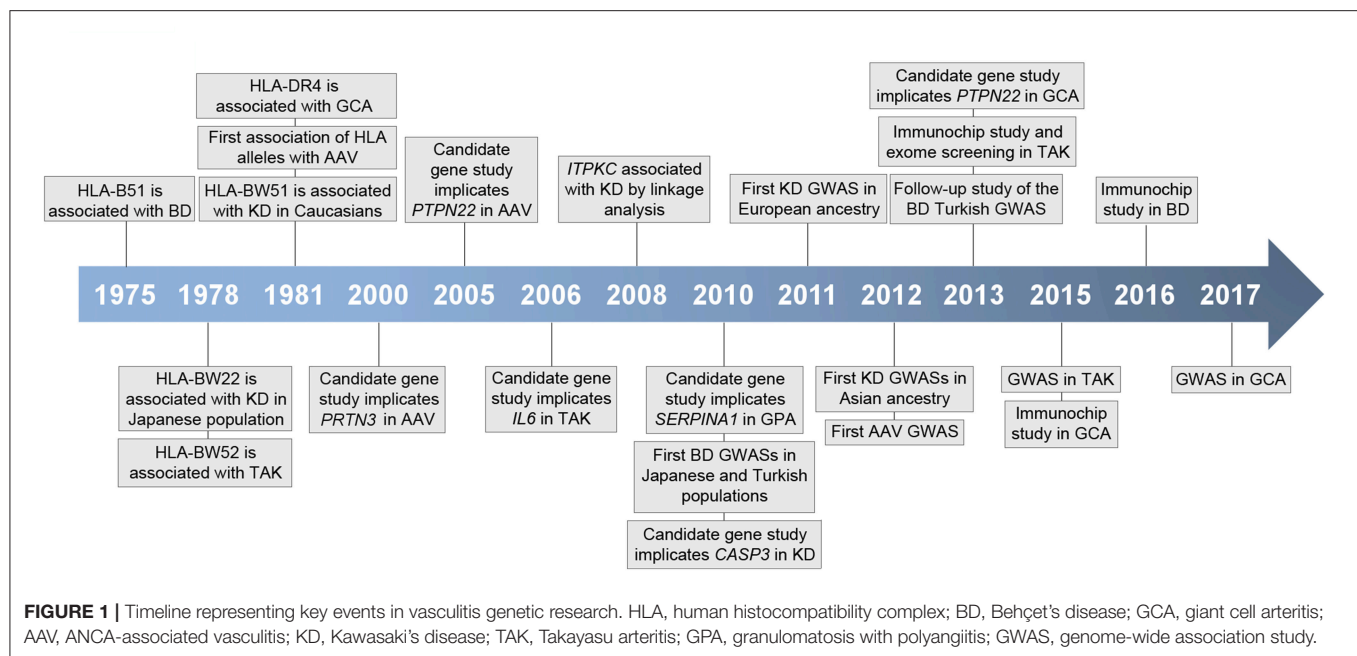 HLA-DR4 is
associated with GCA
First association of HLA
alleles with AAV
HLA-B51 is
associated with BD
HLA-BW51 is associated
with KD in Caucasians
Candidate
gene study
implicates
PTPN22 in AAV
ITPKC associated
with KD by linkage
analysis
First KD GWAS in
European ancestry
Candidate gene study
implicates PTPN22 in GCA
Immunochip study and
exome screening in TAK
Follow-up study of the
BD Turkish GWAS
Immunochip
study in BD
1975 1978 1981 2000 2005 2006 2008 2010 2011 2012 2013 2015 2016 2017
HLA-BW22 is
associated with KD in
Japanese population
HLA-BW52 is
associated with TAK
Candidate gene
study implicates
PRTN3 in AAV
Candidate gene
study implicates
IL6 in TAK
Candidate gene
study implicates
SERPINA1 in GPA
First BD GWASs in
Japanese and Turkish
populations
Candidate gene study
implicates CASP3 in KD
First KD GWASs in
Asian ancestry
First AAV GWAS
GWAS in TAK
Immunochip
study in GCA
GWAS in GCA
FIGURE 1 | Timeline representing key events in vasculitis genetic research. HLA, human histocompatibility complex; BD, Behçet's disease; GCA, giant cell arteritis;
AAV, ANCA-associated vasculitis; KD, Kawasaki's disease; TAK, Takayasu arteritis; GPA, granulomatosis with polyangiitis; GWAS, genome-wide association study.